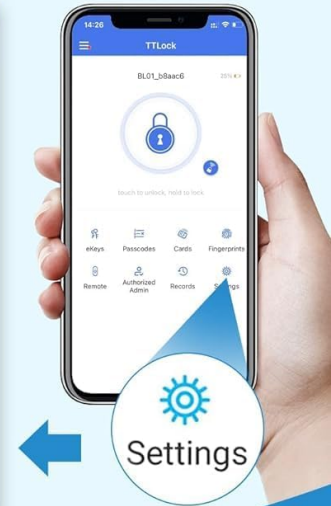 14:26
TTLock
BL01_b9aac6
35%
touch to unlock, hold to lock
eKeys Passcodes Cards Fingerprints
Remote Authorized Admin Records Settings
Settings